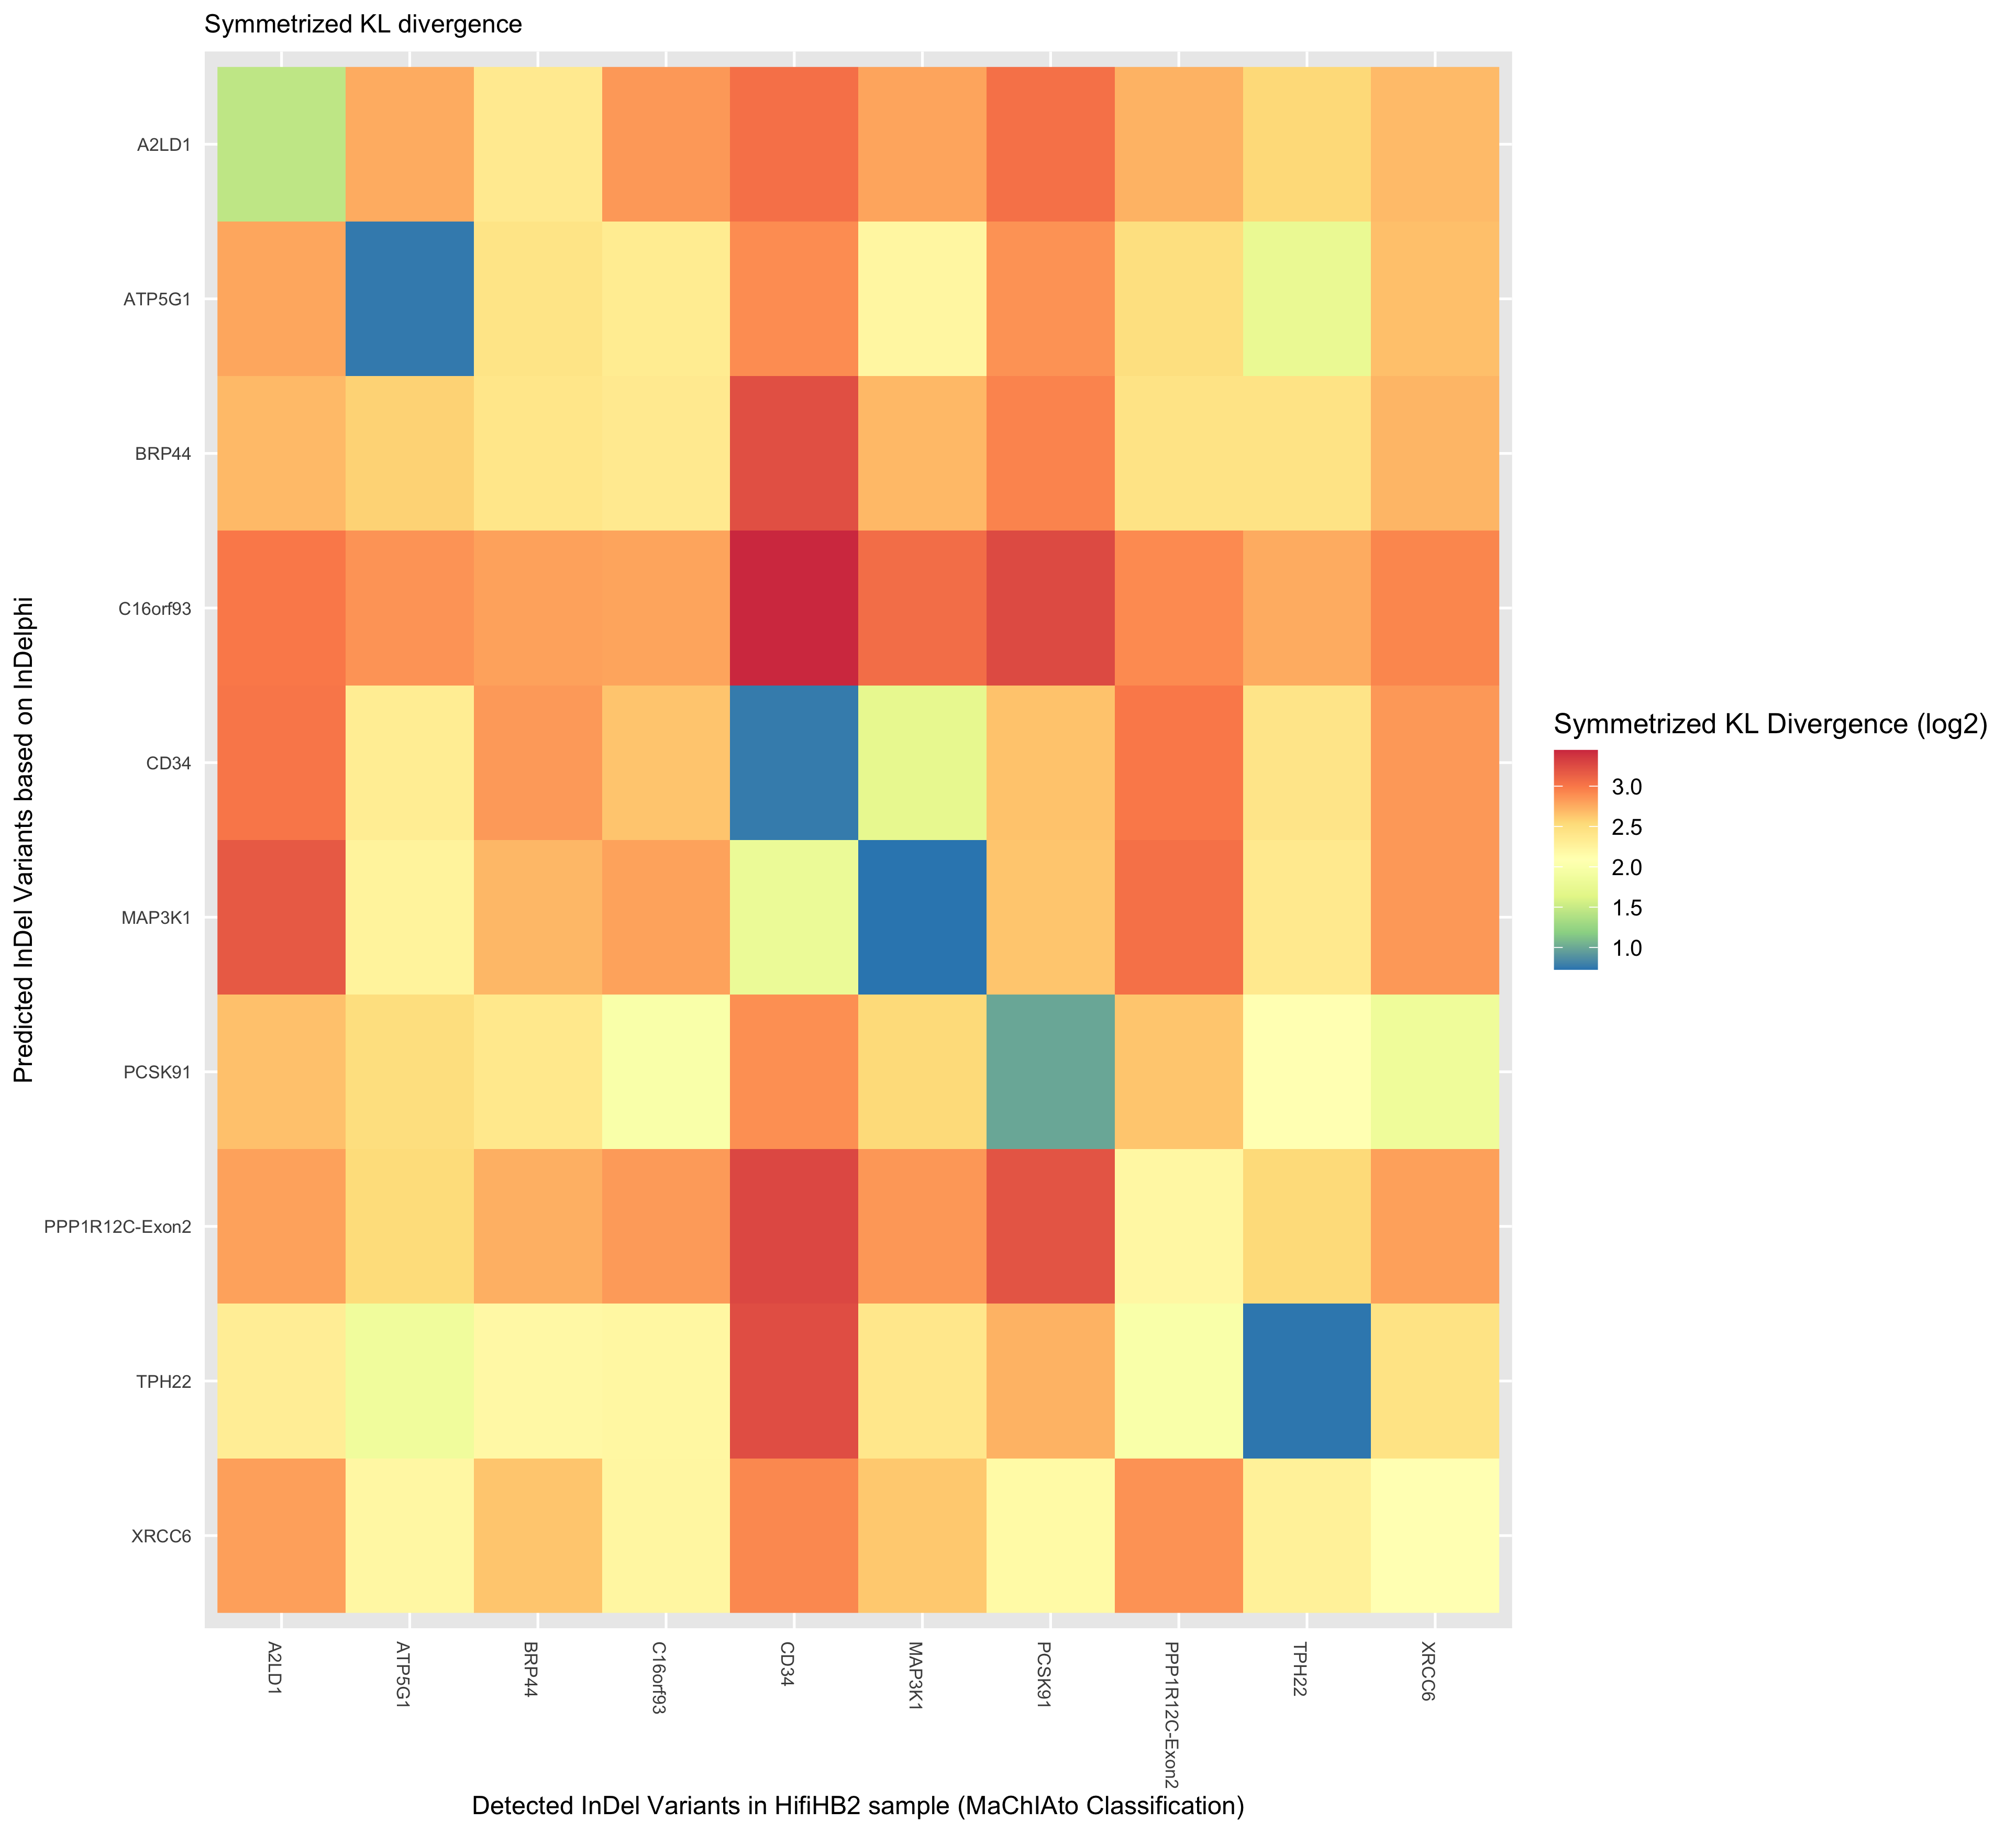 Symmetrized KL divergence
Predicted InDel Variants based on InDelphi
A2LD1
ATP5G1
BRP44
C16orf93
CD34
MAP3K1
PCSK91
PPP1R12C-Exon2
TPH22
XRCC6
A2LD1
ATP5G1
BRP44
C16orf93
CD34
MAP3K1
PCSK91
PPP1R12C-Exon2
TPH22
XRCC6
Detected InDel Variants in HifiHB2 sample (MaChIAto Classification)
Symmetrized KL Divergence (log2)
3.0
2.5
2.0
1.5
1.0